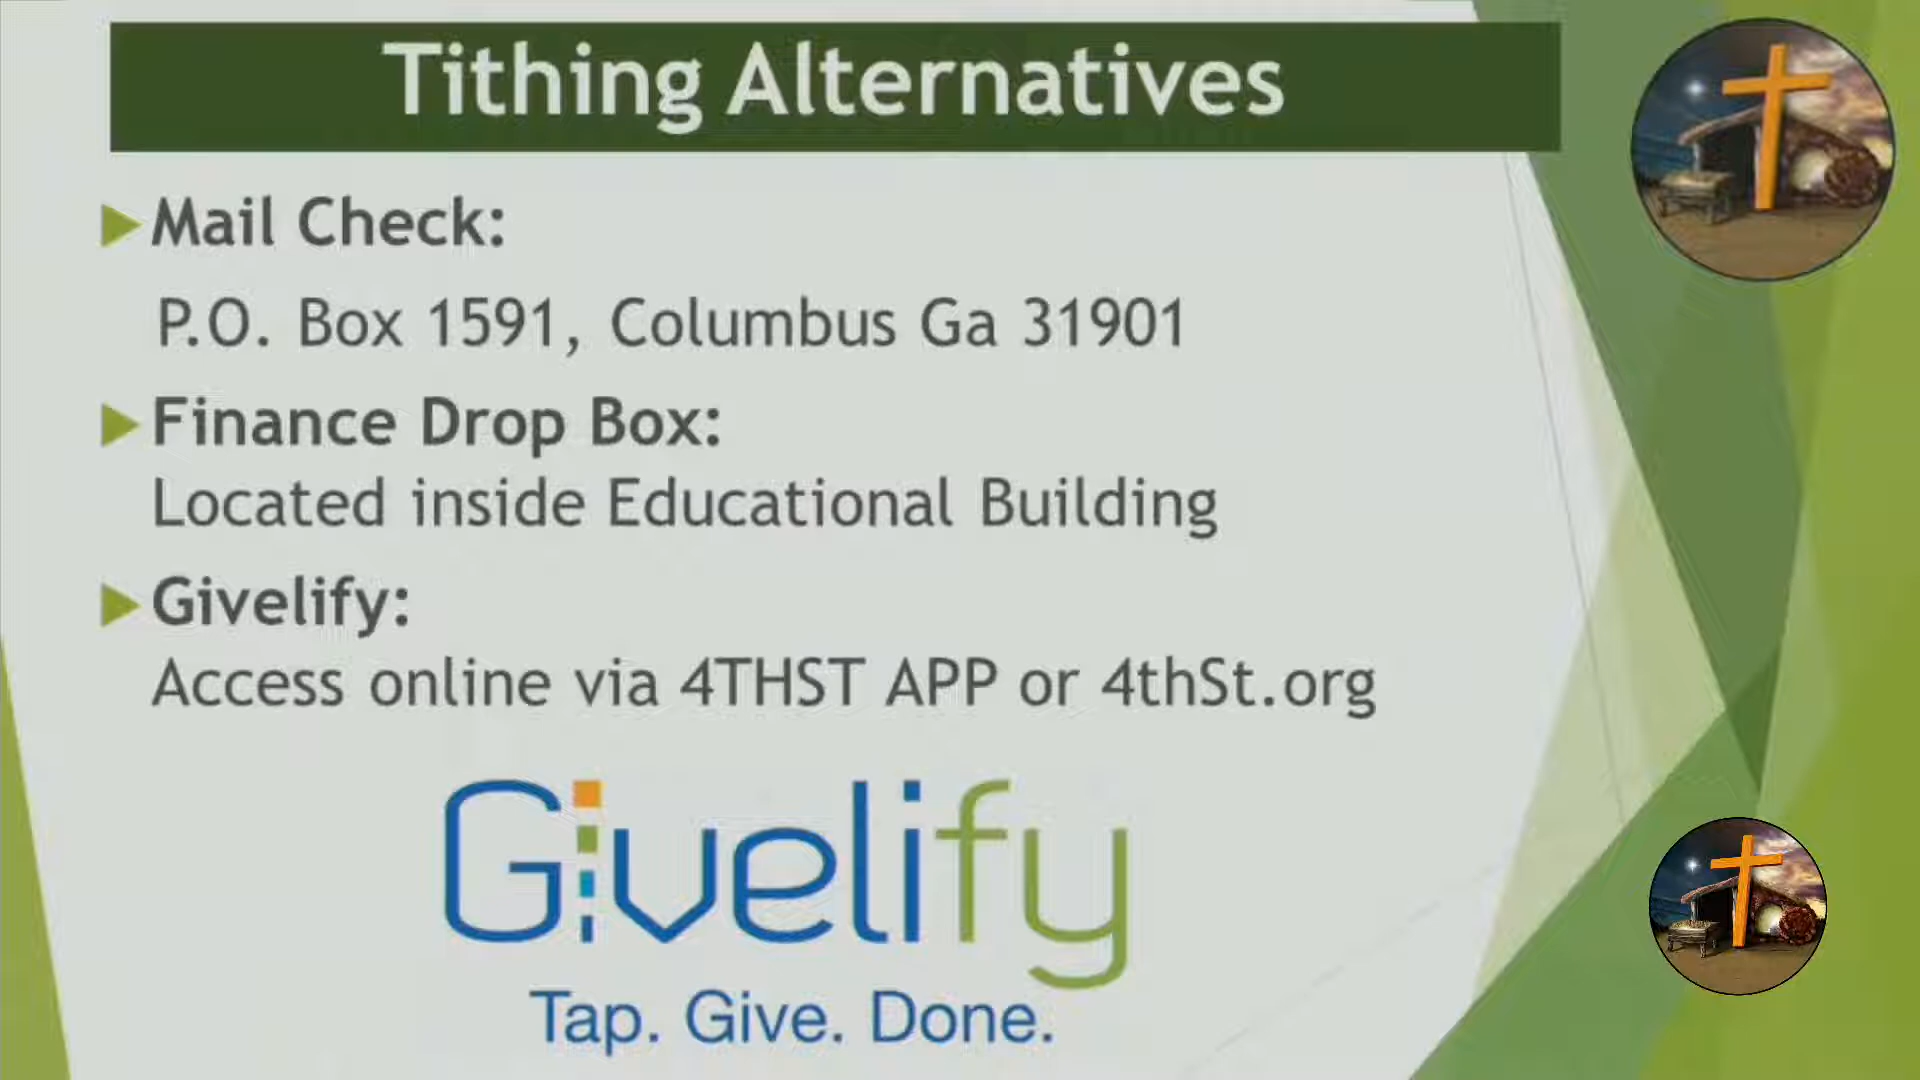 Tithing Alternatives
Mail Check:
P.O. Box 1591, Columbus Ga 31901
Finance Drop Box:
Located inside Educational Building
Givelify:
Access online via 4THST APP or 4thSt.org
Givelify
Tap. Give. Done.